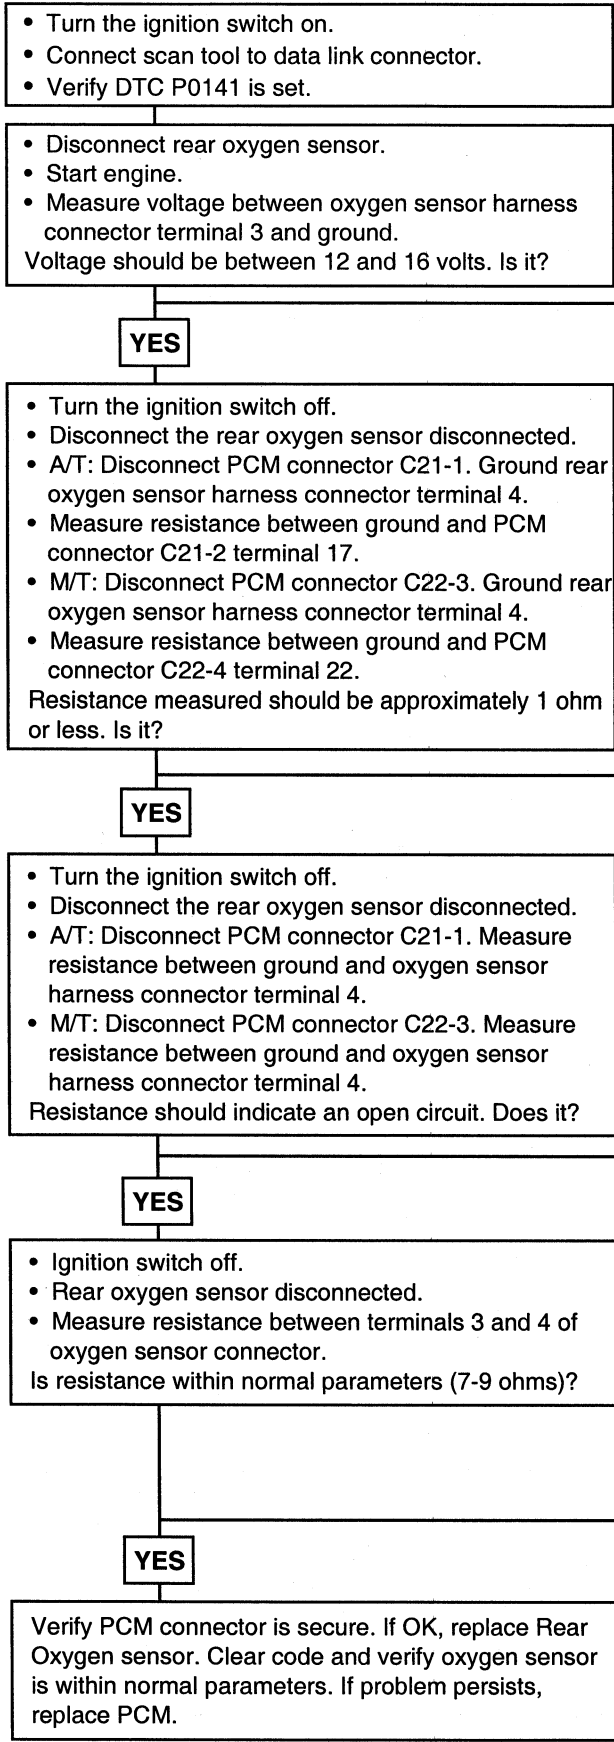 • Turn the ignition switch on.
• Connect scan tool to data link connector.
• Verify DTC P0141 is set.
• Disconnect rear oxygen sensor.
• Start engine.
• Measure voltage between oxygen sensor harness
connector terminal 3 and ground.
Voltage should be between 12 and 16 volts. Is it?
YES
• Turn the ignition switch off.
• Disconnect the rear oxygen sensor disconnected.
• A/T: Disconnect PCM connector C21-1. Ground rear
oxygen sensor harness connector terminal 4.
• Measure resistance between ground and PCM
connector C21-2 terminal 17.
• M/T: Disconnect PCM connector C22-3. Ground rear
oxygen sensor harness connector terminal 4.
• Measure resistance between ground and PCM
connector C22-4 terminal 22.
Resistance measured should be approximately 1 ohm
or less. Is it?
YES
• Turn the ignition switch off.
• Disconnect the rear oxygen sensor disconnected.
• A/T: Disconnect PCM connector C21-1. Measure
resistance between ground and oxygen sensor
harness connector terminal 4.
• M/T: Disconnect PCM connector C22-3. Measure
resistance between ground and oxygen sensor
harness connector terminal 4.
Resistance should indicate an open circuit. Does it?
YES
• Ignition switch off.
• Rear oxygen sensor disconnected.
• Measure resistance between terminals 3 and 4 of
oxygen sensor connector.
Is resistance within normal parameters (7-9 ohms)?
YES
Verify PCM connector is secure. If OK, replace Rear
Oxygen sensor. Clear code and verify oxygen sensor
is within normal parameters. If problem persists,
replace PCM.